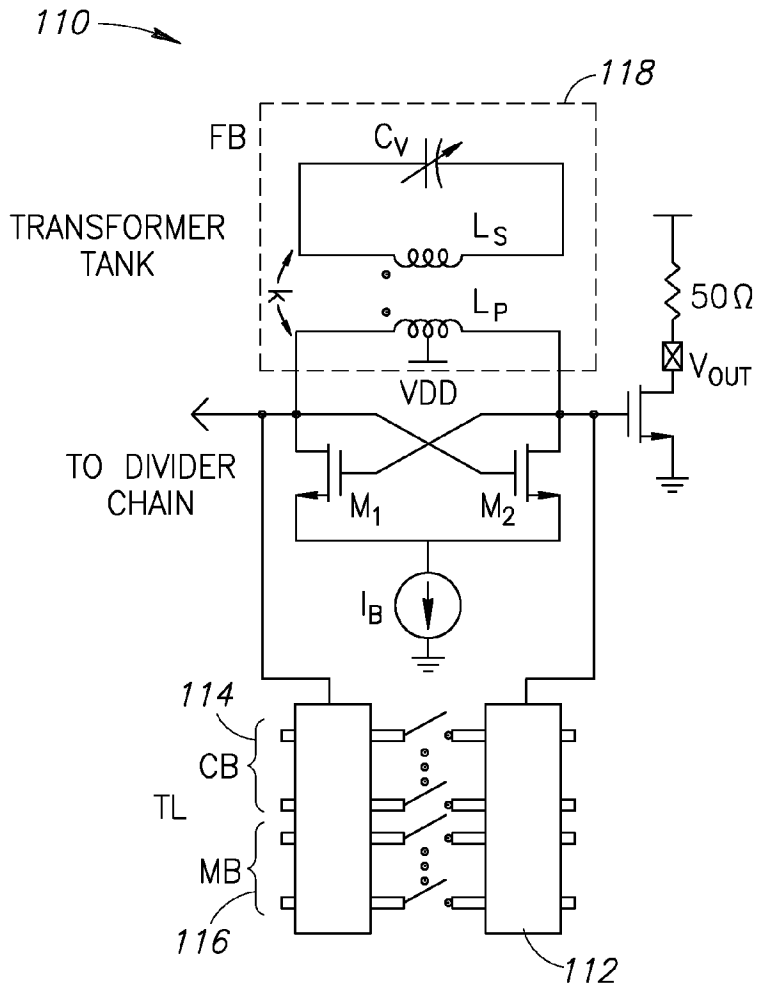 110
118
FB
C_V
TRANSFORMER
TANK
L_S
k
L_P
50Ω
V_OUT
VDD
TO DIVIDER
CHAIN
M_1
M_2
I_B
114
CB
TL
MB
116
112